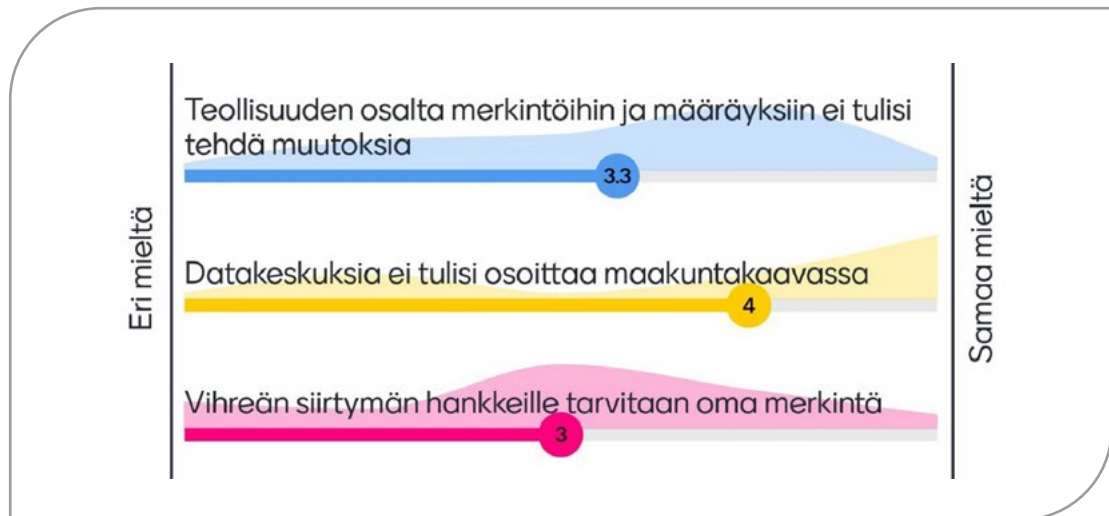 Eri mieltä
Teollisuuden osalta merkintöihin ja määräyksiin ei tulisi
tehdä muutoksia
3.3
Datakeskuksia ei tulisi osoittaa maakuntakaavassa
4
Vihreän siirtymän hankkeille tarvitaan oma merkintä
3
Samaa mieltä